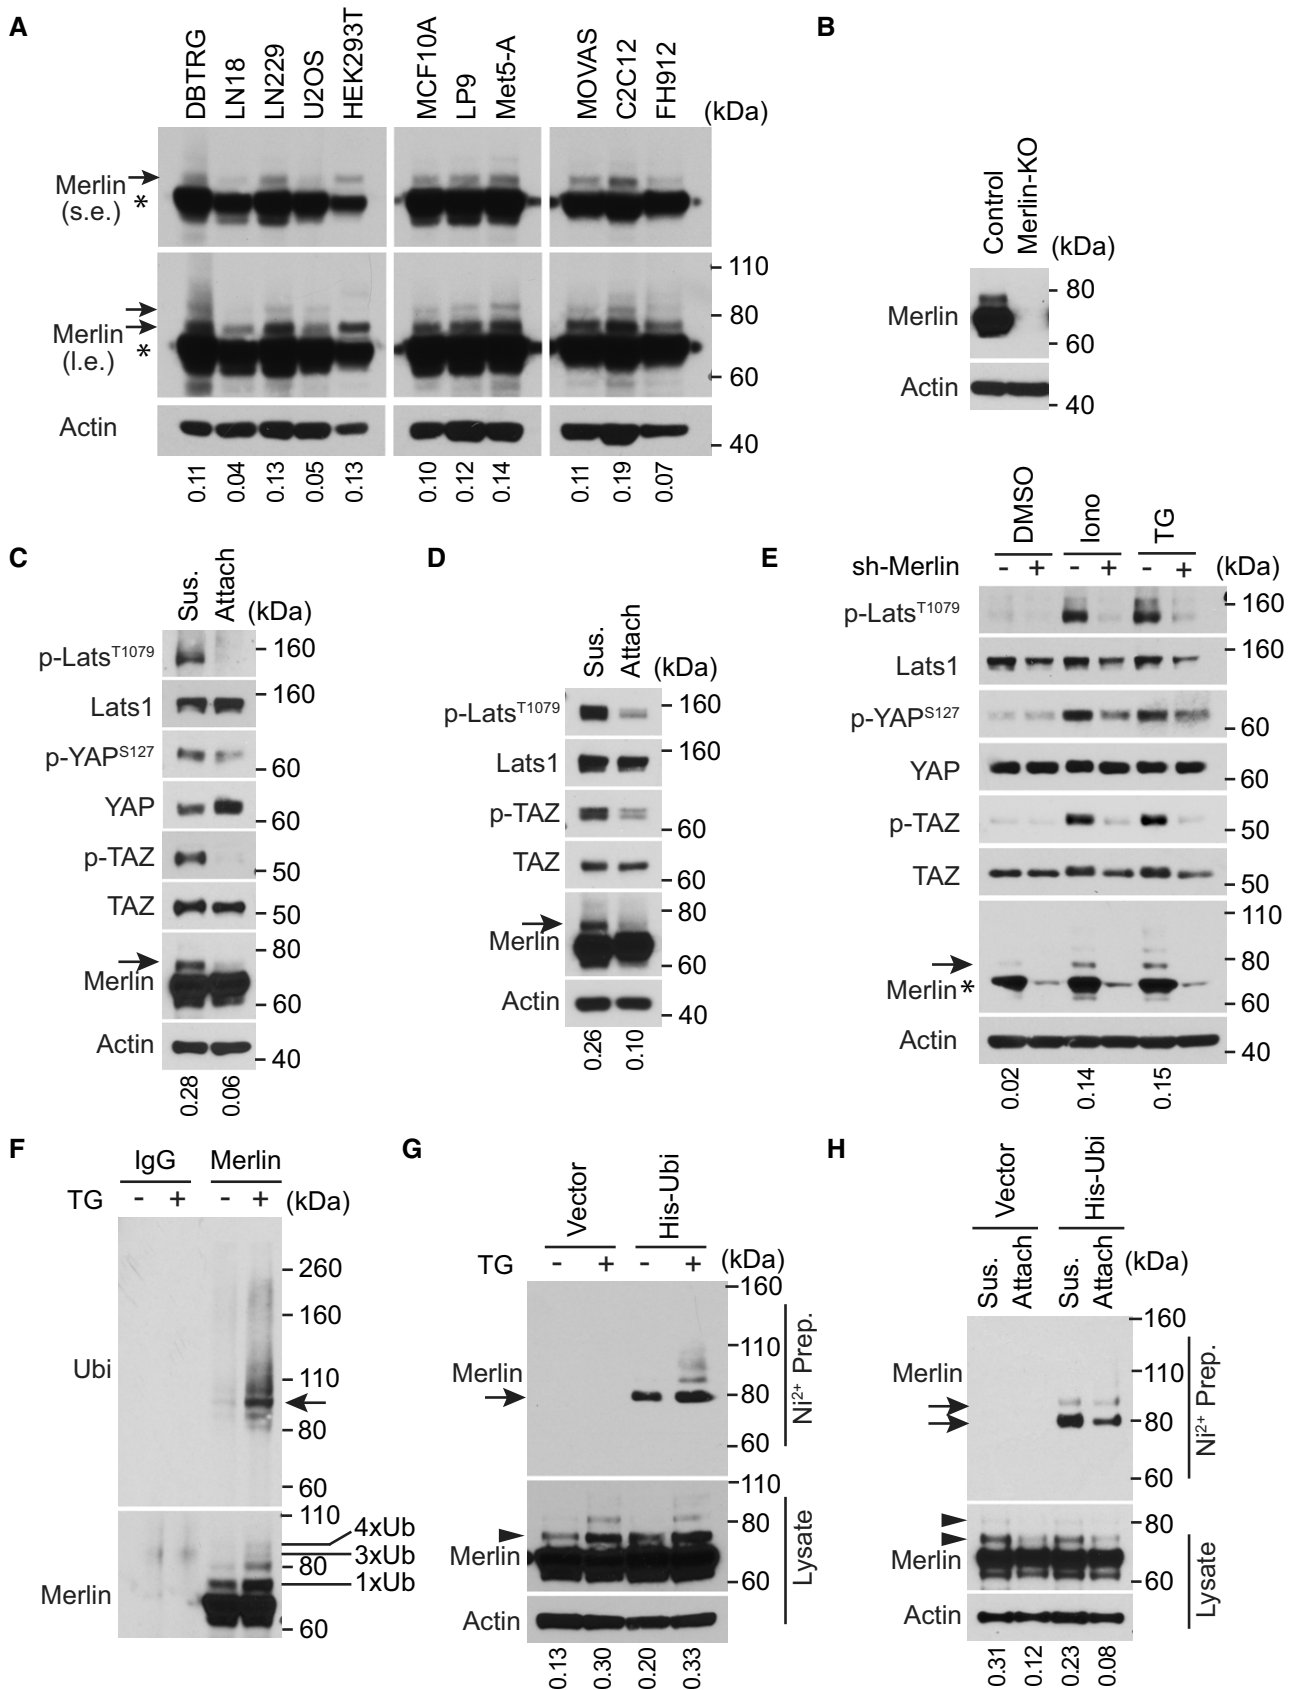 A
DBTRG
LN18
LN229
U2OS
HEK293T
MCF10A
LP9
Met5-A
MOVAS
C2C12
FH912
(kDa)
Merlin
(s.e.)
*
110
80
Merlin
(l.e.)
*
60
Actin
40
0.11
0.04
0.13
0.05
0.13
0.10
0.12
0.14
0.11
0.19
0.07
B
Control
Merlin-KO
(kDa)
80
Merlin
60
Actin
40
C
Sus.
Attach
(kDa)
p-Lats^T1079
160
Lats1
160
p-YAP^S127
60
YAP
60
p-TAZ
50
TAZ
50
80
Merlin
60
Actin
40
0.28
0.06
D
Sus.
Attach
(kDa)
p-Lats^T1079
160
Lats1
160
p-TAZ
60
TAZ
60
80
Merlin
60
Actin
40
0.26
0.10
E
DMSO
Iono
TG
sh-Merlin - + - + - + (kDa)
p-Lats^T1079
160
Lats1
160
p-YAP^S127
60
YAP
60
p-TAZ
50
TAZ
50
110
80
Merlin*
60
Actin
40
0.02
0.14
0.15
F
IgG Merlin
TG - + - + (kDa)
260
160
Ubi
110
80
60
110
4xUb
3xUb
80
1xUb
Merlin
60
G
Vector
His-Ubi
TG - + - + (kDa)
160
110
Merlin
80
60
Ni2+ Prep.
110
80
Merlin
60
Actin
Lysate
0.13
0.30
0.20
0.33
H
Vector
His-Ubi
Sus.
Attach
Sus.
Attach
(kDa)
160
Merlin
110
80
60
Ni2+ Prep.
80
Merlin
60
Actin
Lysate
0.31
0.12
0.23
0.08